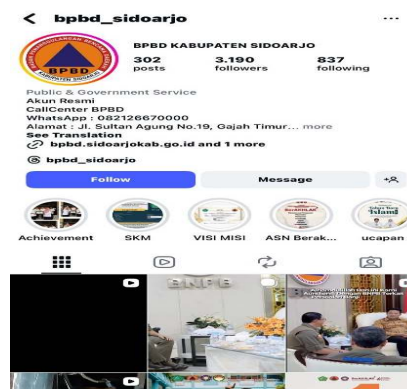 bpbd_sidoarjo
BPBD KABUPATEN SIDOARJO
302 3.190 837
posts followers following
BPBD
Public & Government Service
Akun Resmi
CallCenter BPBD
WhatsApp : 082126670000
Alamat : Jl. Sultan Agung No.19, Gajah Timur... more
See Translation
bpbd.sidoarjokab.go.id and 1 more
bpbd_sidoarjo
Follow Message
Achievement SKM VISI MISI ASN Berak... ucapan
BNPB